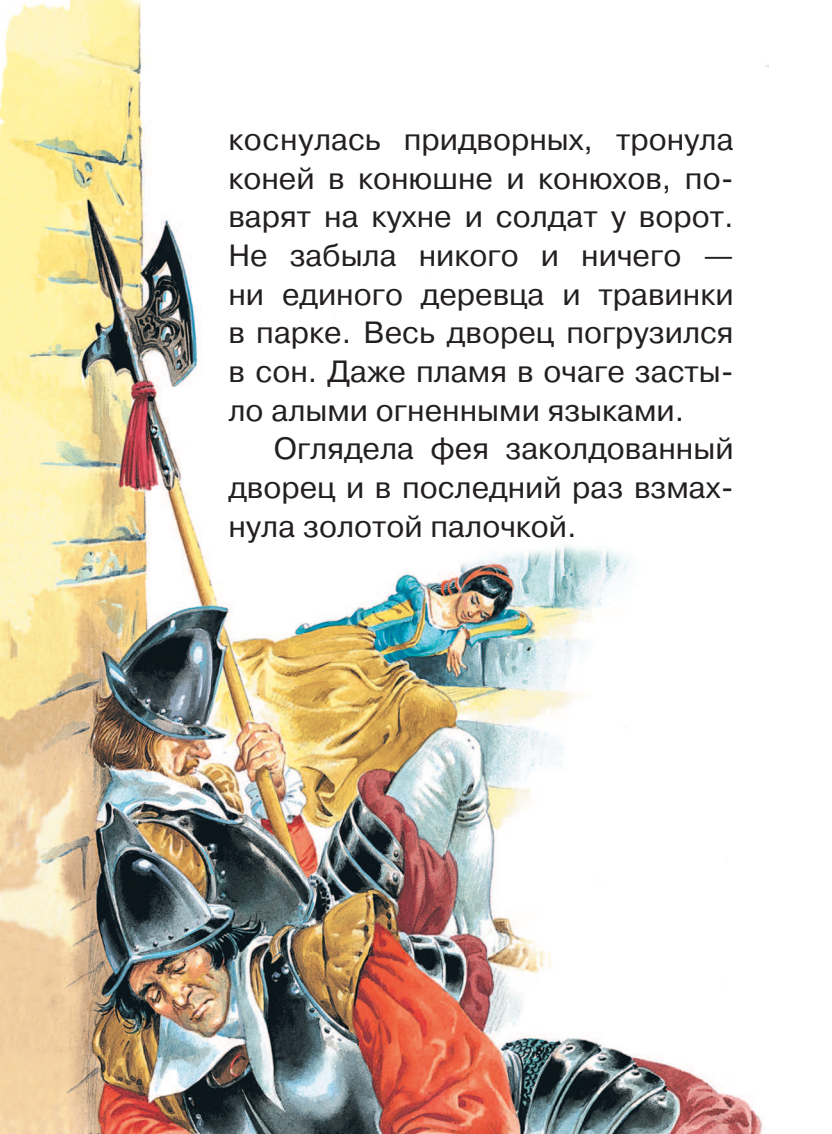 коснулась придворных, тронула
коней в конюшне и конюхов, по-
варят на кухне и солдат у ворот.
Не забыла никого и ничего —
ни единого деревца и травинки
в парке. Весь дворец погрузился
в сон. Даже пламя в очаге засты-
ло алыми огненными языками.
Оглядела фея заколдованный
дворец и в последний раз взмах-
нула золотой палочкой.